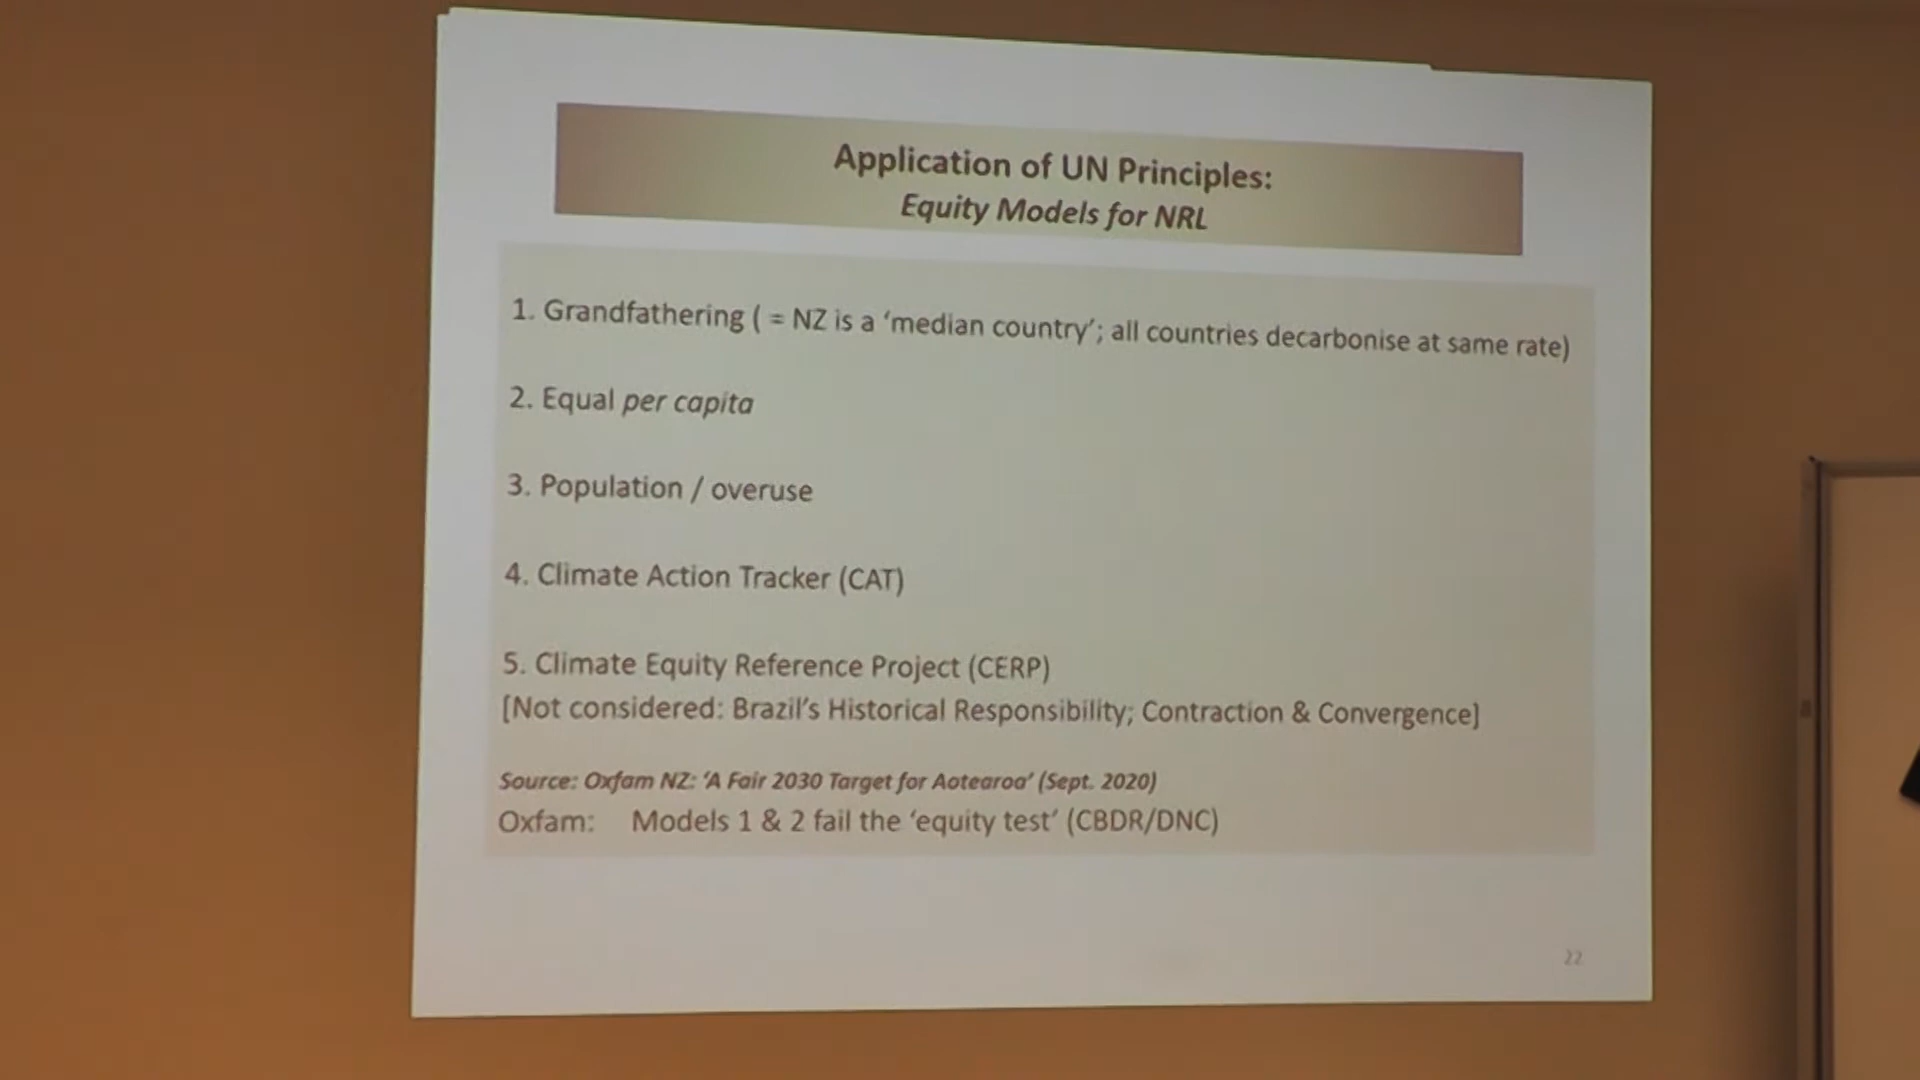 Application of UN Principles:
Equity Models for NRL
1. Grandfathering ( = NZ is a ‘median country’; all countries decarbonise at same rate)
2. Equal per capita
3. Population / overuse
4. Climate Action Tracker (CAT)
5. Climate Equity Reference Project (CERP)
[Not considered: Brazil’s Historical Responsibility; Contraction & Convergence]
Source: Oxfam NZ: ‘A Fair 2030 Target for Aotearoa’ (Sept. 2020)
Oxfam: Models 1 & 2 fail the ‘equity test’ (CBDR/DNC)
22